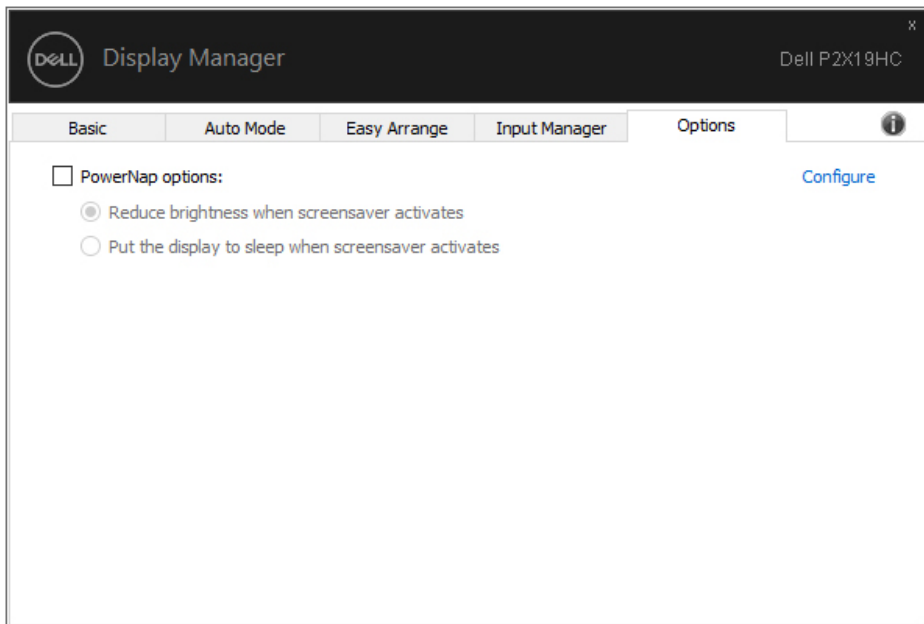 x
DELL Display Manager Dell P2X19HC
Basic Auto Mode Easy Arrange Input Manager Options i
PowerNap options: Configure
Reduce brightness when screensaver activates
Put the display to sleep when screensaver activates